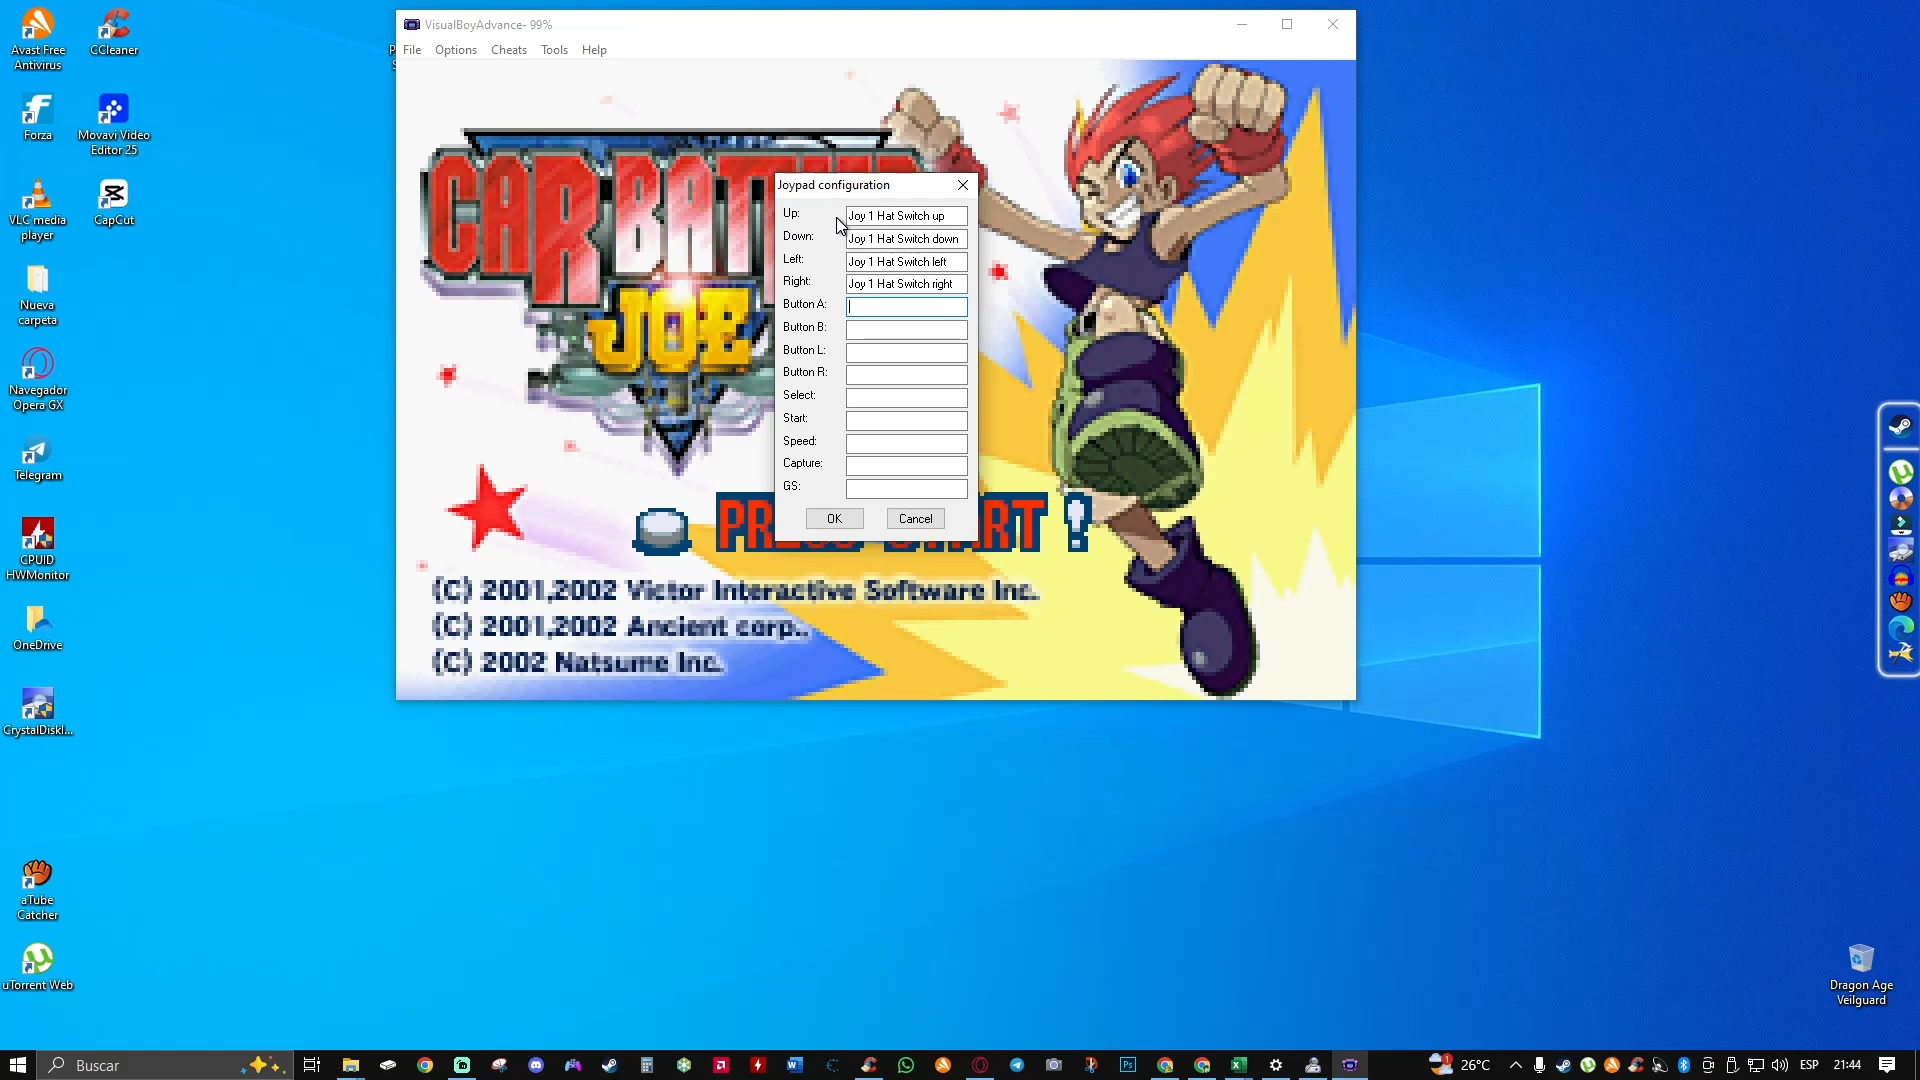 VisualBoyAdvance- 99%
File Options Cheats Tools Help
Avast Free
Antivirus
CCleaner
Forza
Movavi Video
Editor 25
VLC media
player
CapCut
Nueva
carpeta
Navegador
Opera GX
Telegram
CPUID
HWMonitor
OneDrive
CrystalDiskI...
aTube
Catcher
uTorrent Web
CAR BATTLER
JOE
Joypad configuration
Up: Joy 1 Hat Switch up
Down: Joy 1 Hat Switch down
Left: Joy 1 Hat Switch left
Right: Joy 1 Hat Switch right
Button A:
Button B:
Button L:
Button R:
Select:
Start:
Speed:
Capture:
GS:
OK Cancel
PRESS START !
(C) 2001,2002 Victor Interactive Software Inc.
(C) 2001,2002 Ancient corp..
(C) 2002 Natsume Inc.
Dragon Age
Veilguard
Buscar
26°C
ESP
21:44